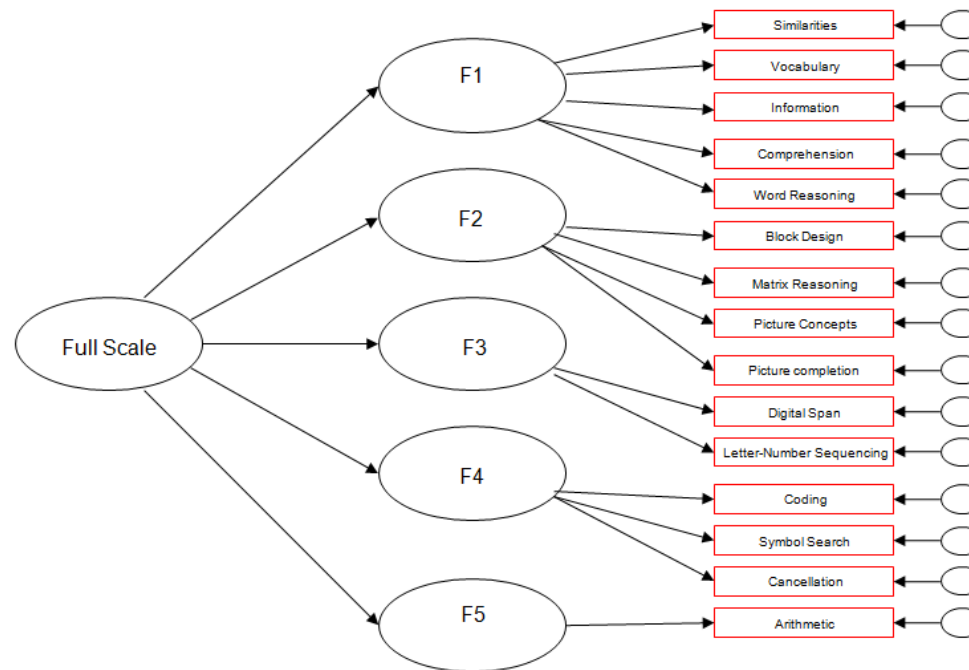 Full Scale
F1
F2
F3
F4
F5
Similarities
Vocabulary
Information
Comprehension
Word Reasoning
Block Design
Matrix Reasoning
Picture Concepts
Picture completion
Digital Span
Letter-Number Sequencing
Coding
Symbol Search
Cancellation
Arithmetic